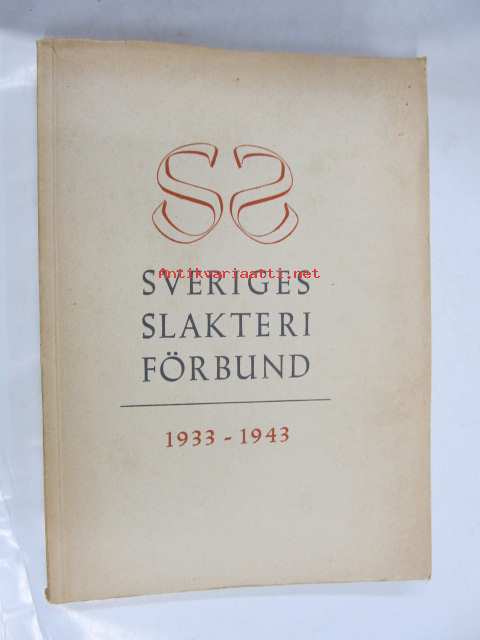 SS
Antikvariaatti.net
SVERIGES
SLAKTERI
FÖRBUND
1933 - 1943